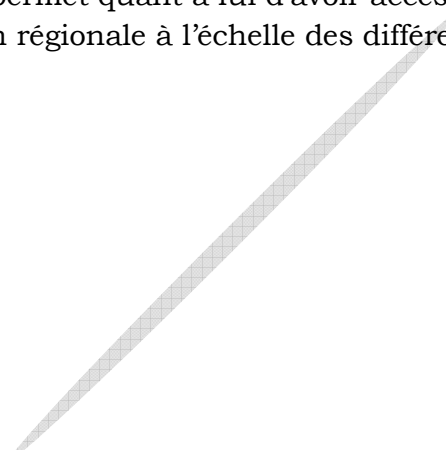 permet quant à lui d'avoir accès
régionale à l'échelle des différe